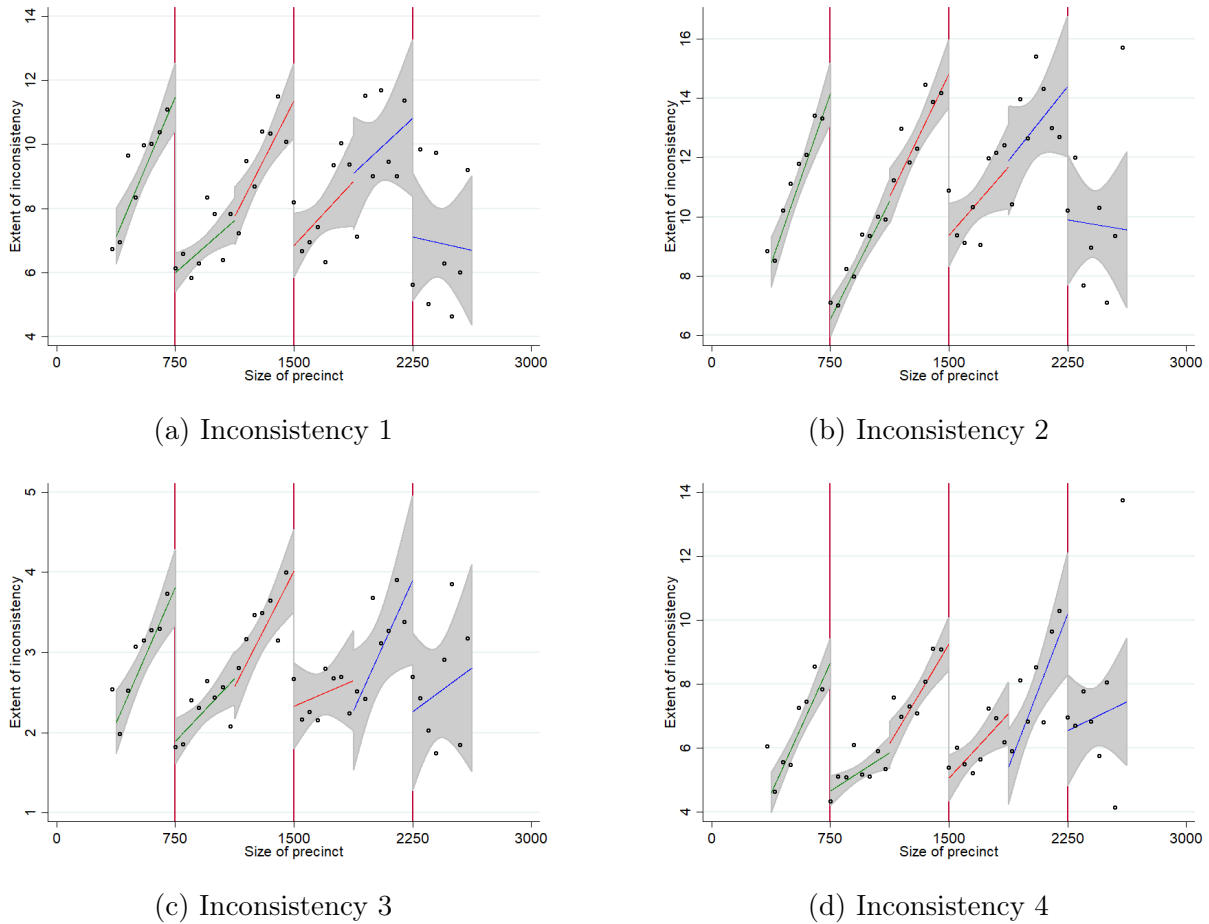 Extent of inconsistency
14
12
10
8
6
4
0 750 1500 2250 3000
Size of precinct
(a) Inconsistency 1
Extent of inconsistency
16
14
12
10
8
6
0 750 1500 2250 3000
Size of precinct
(b) Inconsistency 2
Extent of inconsistency
5
4
3
2
1
0 750 1500 2250 3000
Size of precinct
(c) Inconsistency 3
Extent of inconsistency
14
12
10
8
6
4
0 750 1500 2250 3000
Size of precinct
(d) Inconsistency 4